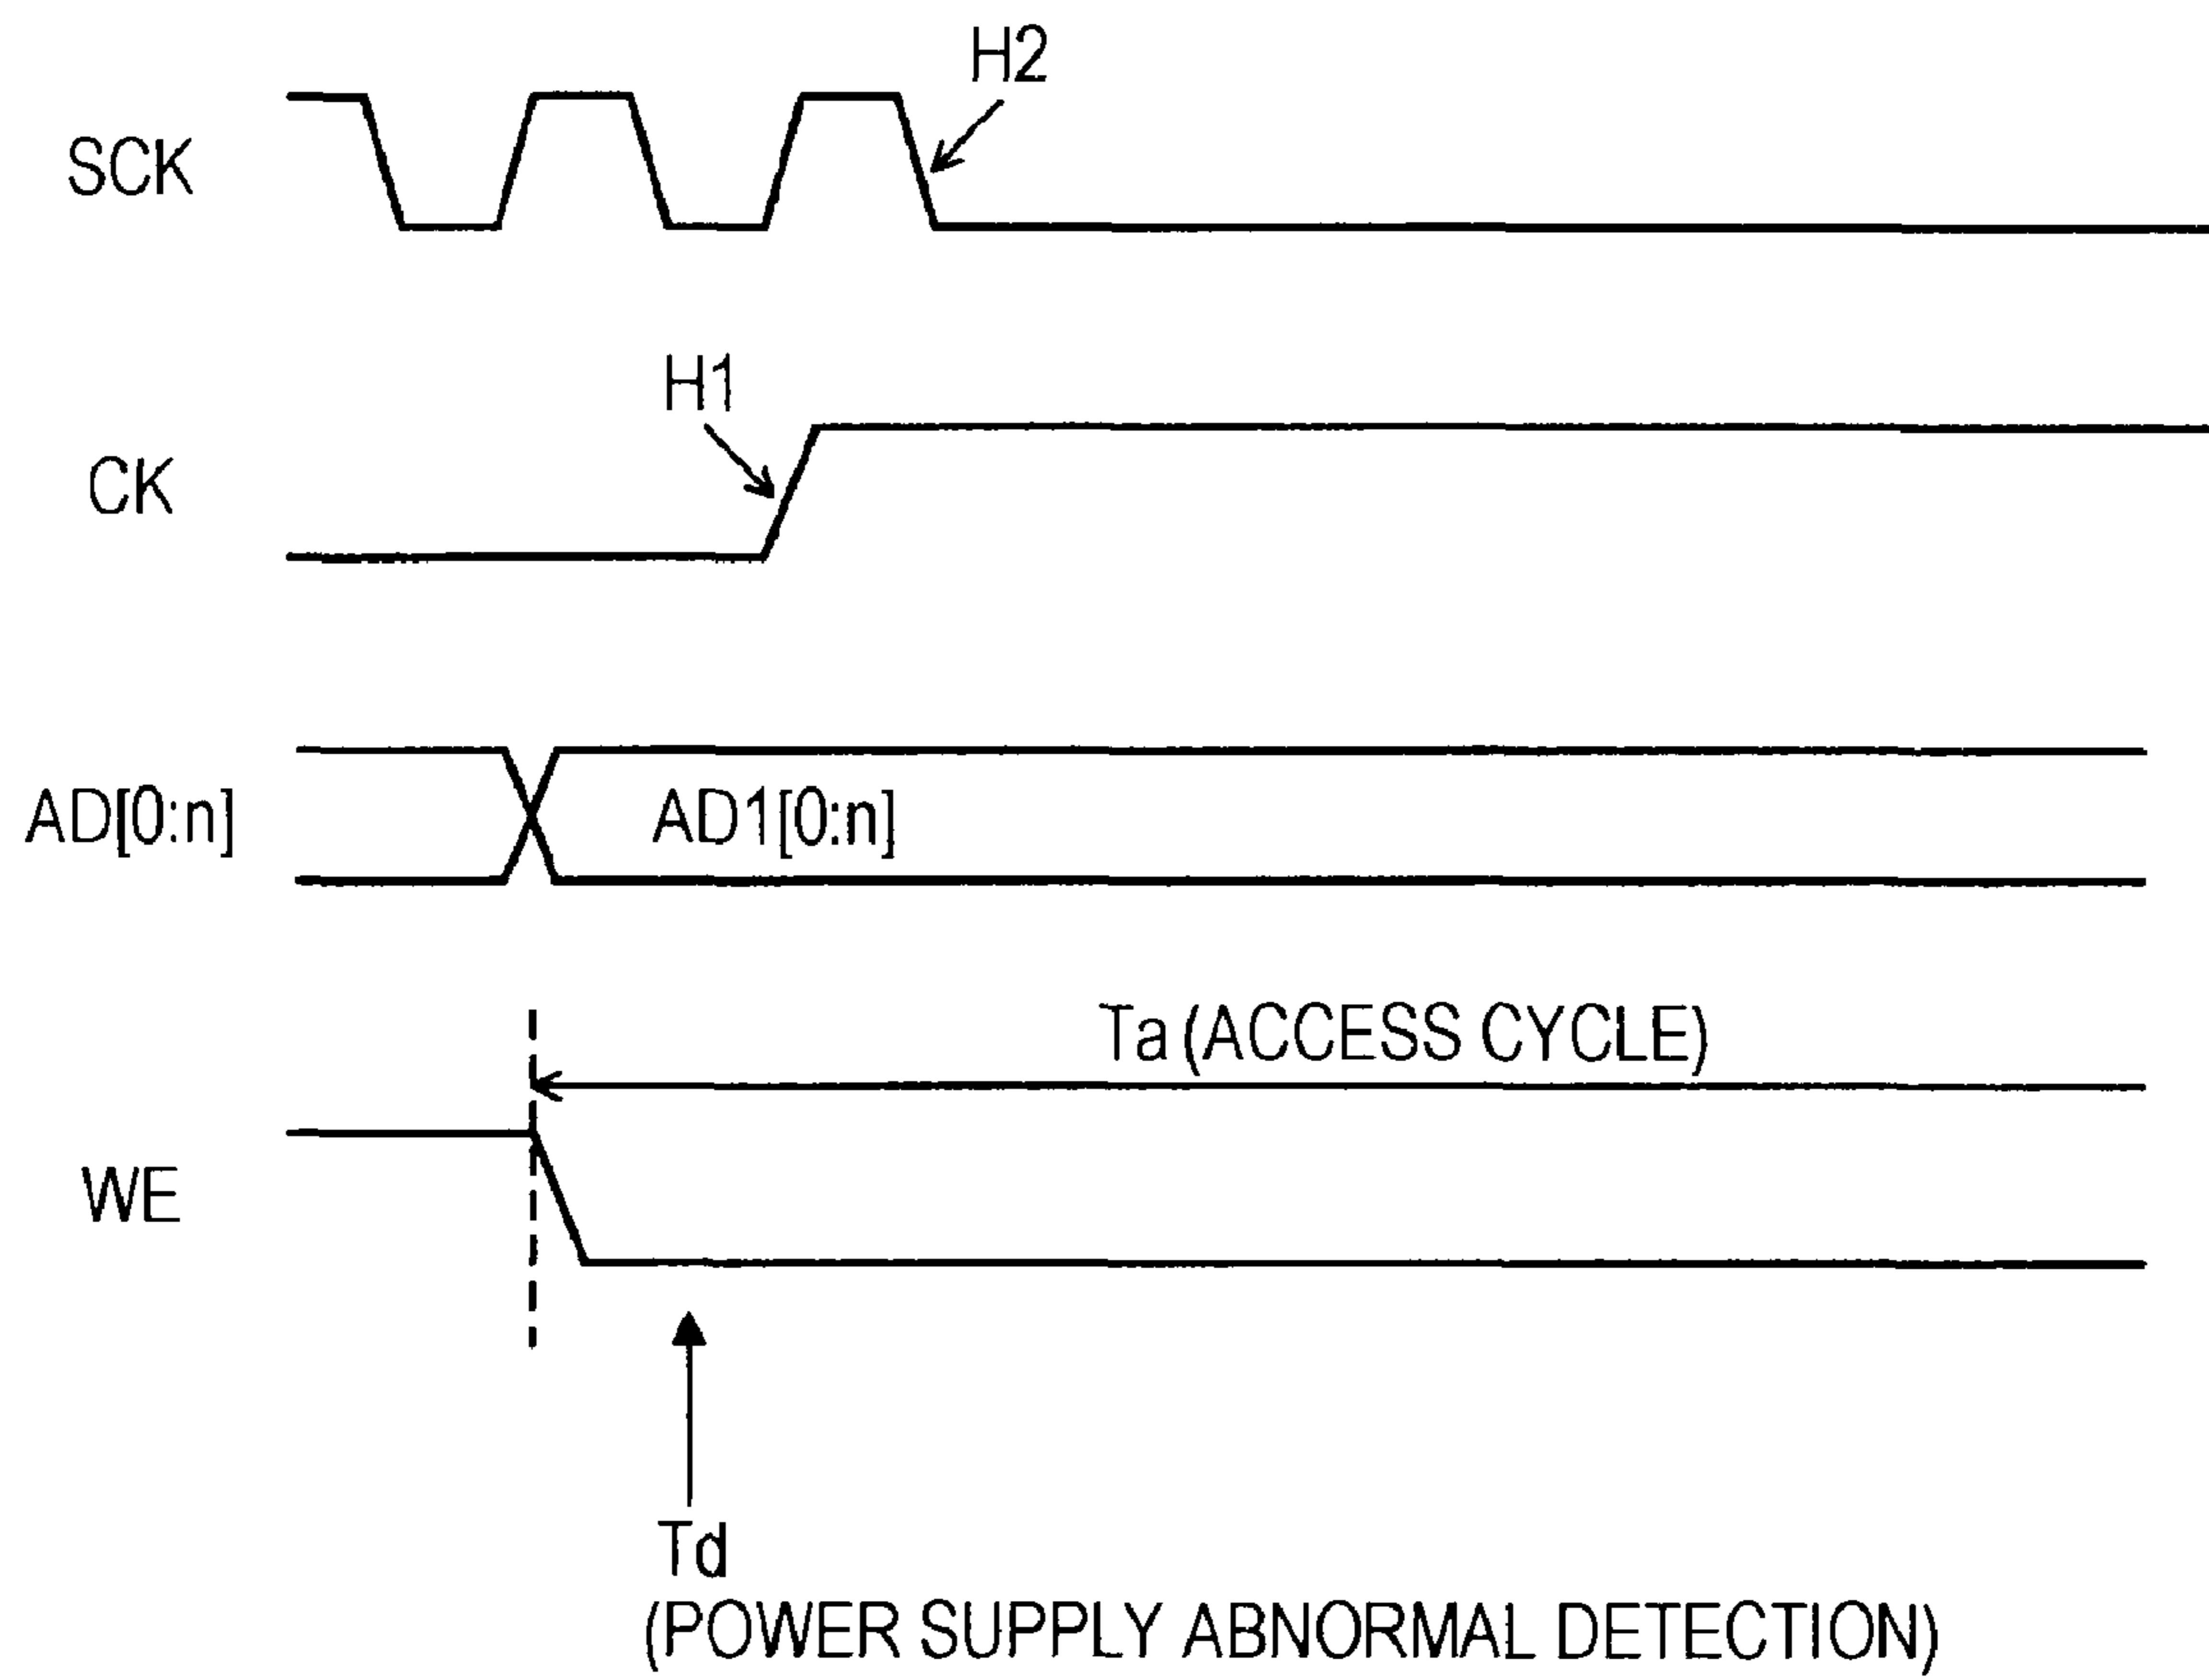 H2
SCK
H1
CK
AD[0:n] AD1[0:n]
Ta (ACCESS CYCLE)
WE
Td
(POWER SUPPLY ABNORMAL DETECTION)